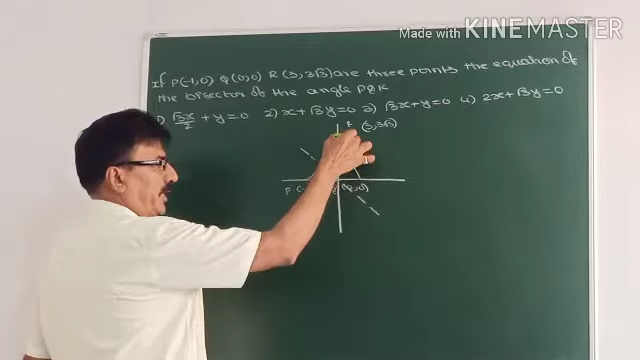 Made with KINEMASTER
If P(-1,0) Q(0,0) R(3,3√3) are three points the equation of
the bisector of the angle PQR
1) √3x/2 + y=0 2) x+√3y=0 3) √3x+y=0 4) 2x+√3y=0
R (3,3√3)
P (-
0)